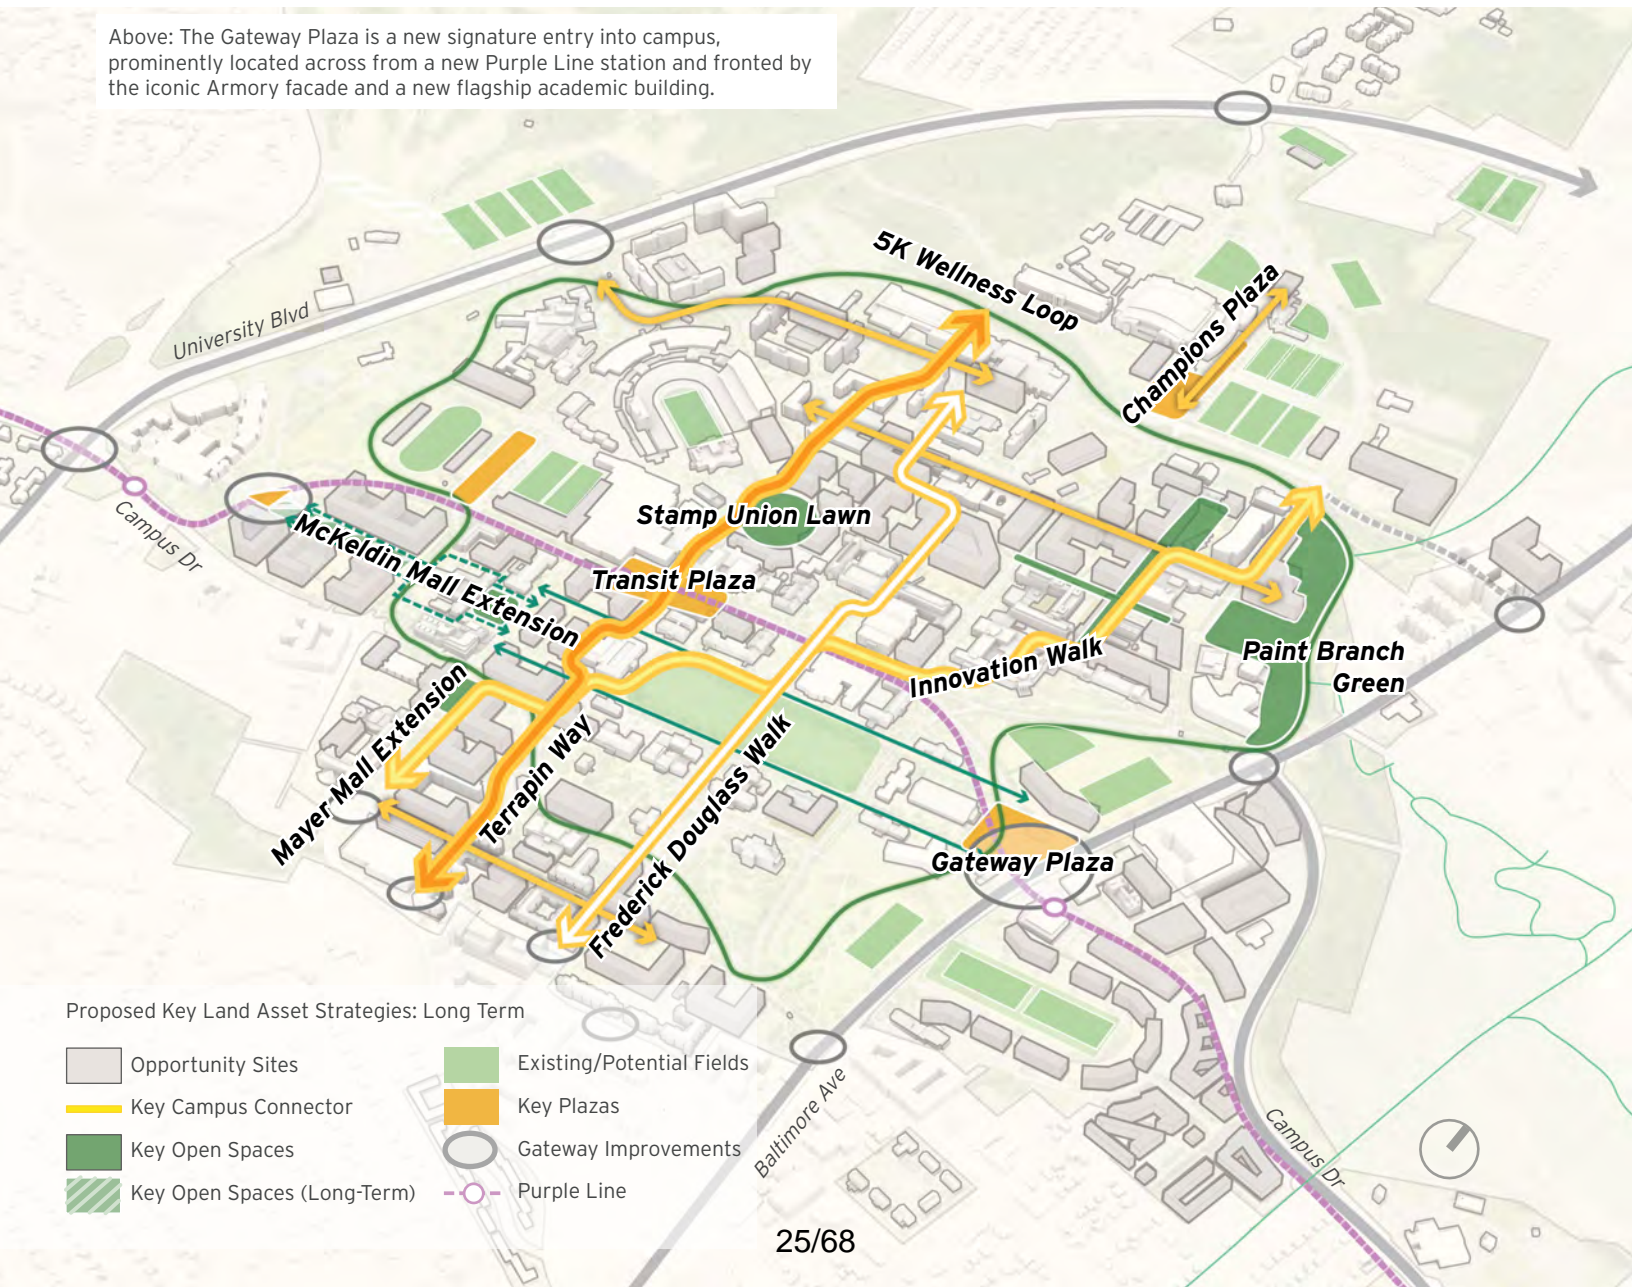 Above: The Gateway Plaza is a new signature entry into campus,
prominently located across from a new Purple Line station and fronted by
the iconic Armory facade and a new flagship academic building.
5K Wellness Loop
Champions Plaza
University Blvd
Stamp Union Lawn
Campus Dr
McKeldin Mall Extension
Transit Plaza
Innovation Walk
Paint Branch
Green
Mayer Mall Extension
Terrapin Way
Frederick Douglass Walk
Gateway Plaza
Baltimore Ave
Campus Dr
Proposed Key Land Asset Strategies: Long Term
Opportunity Sites
Key Campus Connector
Key Open Spaces
Key Open Spaces (Long-Term)
Existing/Potential Fields
Key Plazas
Gateway Improvements
Purple Line
25/68